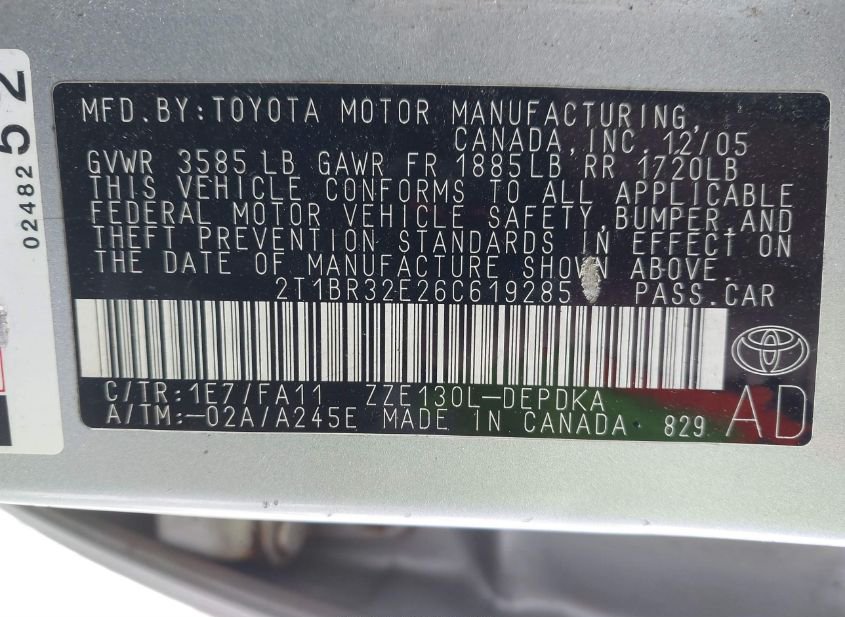 02482 52
MFD.BY:TOYOTA MOTOR MANUFACTURING,
CANADA, INC. 12/05
GVWR 3585 LB GAWR FR 1885LB RR 1720LB
THIS VEHICLE CONFORMS TO ALL APPLICABLE
FEDERAL MOTOR VEHICLE SAFETY,BUMPER,AND
THEFT PREVENTION STANDARDS IN EFFECT ON
THE DATE OF MANUFACTURE SHOWN ABOVE.
2T1BR32E26C619285 PASS.CAR
C/TR:1E7/FA11 ZZE130L-DEPDKA
A/TM:-02A/A245E MADE IN CANADA 829 AD